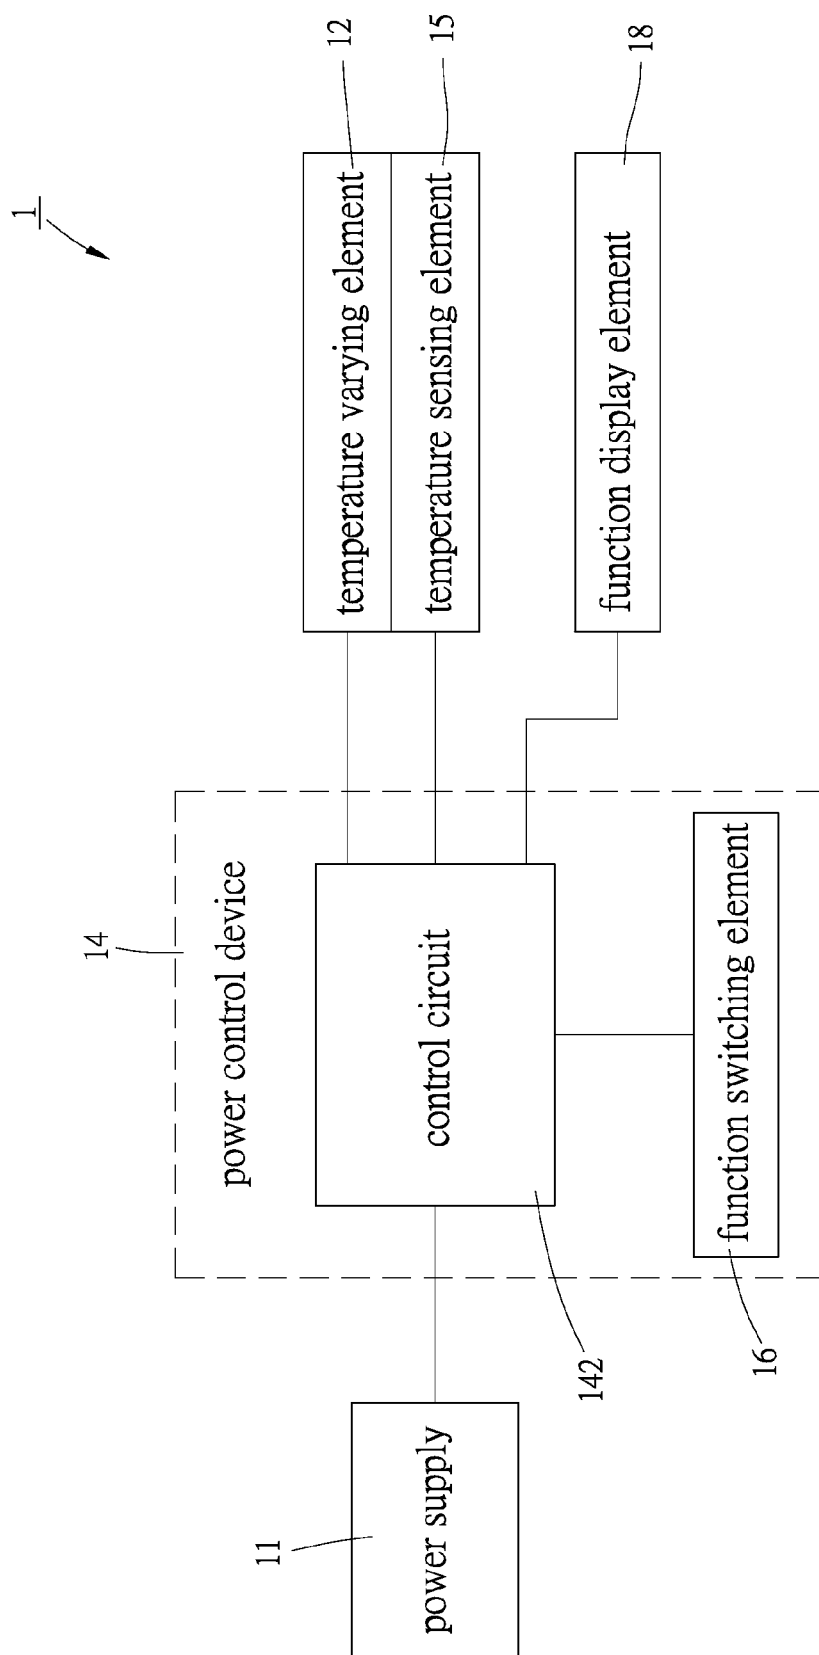 1
12
temperature varying element
15
temperature sensing element
18
function display element
14
power control device
control circuit
142
function switching element
16
11
power supply